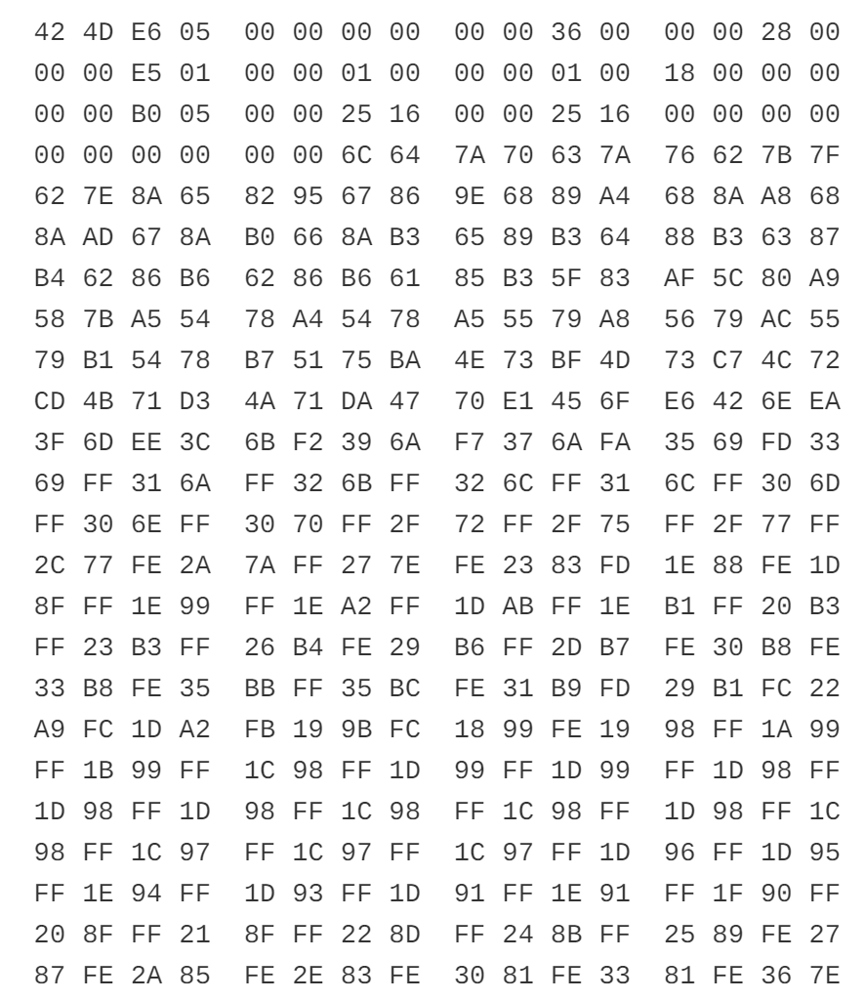 42 4D E6 05 00 00 00 00 00 00 36 00 00 00 28 00
00 00 E5 01 00 00 01 00 00 00 01 00 18 00 00 00
00 00 B0 05 00 00 25 16 00 00 25 16 00 00 00 00
00 00 00 00 00 00 6C 64 7A 70 63 7A 76 62 7B 7F
62 7E 8A 65 82 95 67 86 9E 68 89 A4 68 8A A8 68
8A AD 67 8A B0 66 8A B3 65 89 B3 64 88 B3 63 87
B4 62 86 B6 62 86 B6 61 85 B3 5F 83 AF 5C 80 A9
58 7B A5 54 78 A4 54 78 A5 55 79 A8 56 79 AC 55
79 B1 54 78 B7 51 75 BA 4E 73 BF 4D 73 C7 4C 72
CD 4B 71 D3 4A 71 DA 47 70 E1 45 6F E6 42 6E EA
3F 6D EE 3C 6B F2 39 6A F7 37 6A FA 35 69 FD 33
69 FF 31 6A FF 32 6B FF 32 6C FF 31 6C FF 30 6D
FF 30 6E FF 30 70 FF 2F 72 FF 2F 75 FF 2F 77 FF
2C 77 FE 2A 7A FF 27 7E FE 23 83 FD 1E 88 FE 1D
8F FF 1E 99 FF 1E A2 FF 1D AB FF 1E B1 FF 20 B3
FF 23 B3 FF 26 B4 FE 29 B6 FF 2D B7 FE 30 B8 FE
33 B8 FE 35 BB FF 35 BC FE 31 B9 FD 29 B1 FC 22
A9 FC 1D A2 FB 19 9B FC 18 99 FE 19 98 FF 1A 99
FF 1B 99 FF 1C 98 FF 1D 99 FF 1D 99 FF 1D 98 FF
1D 98 FF 1D 98 FF 1C 98 FF 1C 98 FF 1D 98 FF 1C
98 FF 1C 97 FF 1C 97 FF 1C 97 FF 1D 96 FF 1D 95
FF 1E 94 FF 1D 93 FF 1D 91 FF 1E 91 FF 1F 90 FF
20 8F FF 21 8F FF 22 8D FF 24 8B FF 25 89 FE 27
87 FE 2A 85 FE 2E 83 FE 30 81 FE 33 81 FE 36 7E